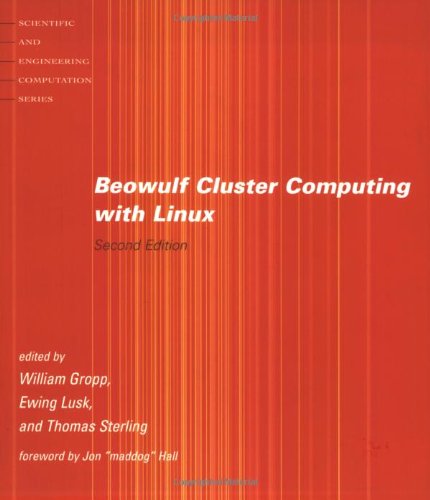 SCIENTIFIC
AND
ENGINEERING
COMPUTATION
SERIES
Beowulf Cluster Computing
with Linux
Second Edition
edited by
William Gropp,
Ewing Lusk,
and Thomas Sterling
foreword by Jon "maddog" Hall